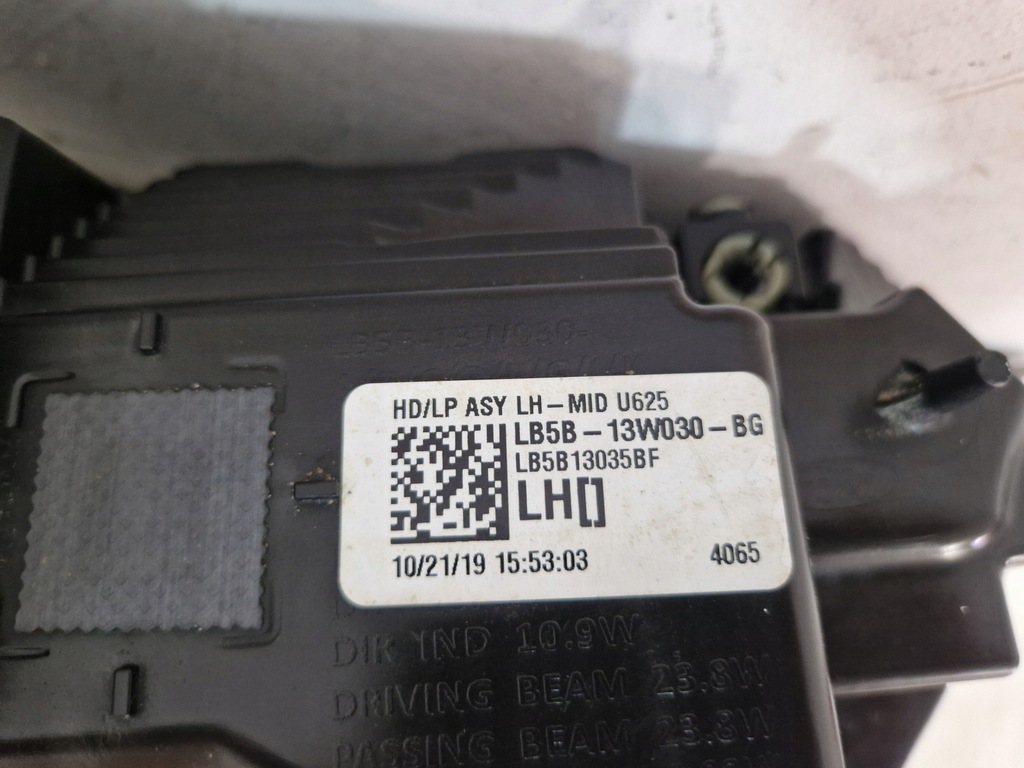 HD/LP ASY LH-MID U625
LB5B-13W030-BG
LB5B13035BF
LH[]
10/21/19 15:53:03 4065
DIR IND 10.9W
DRIVING BEAM 23.8W
PASSING BEAM 23.8W